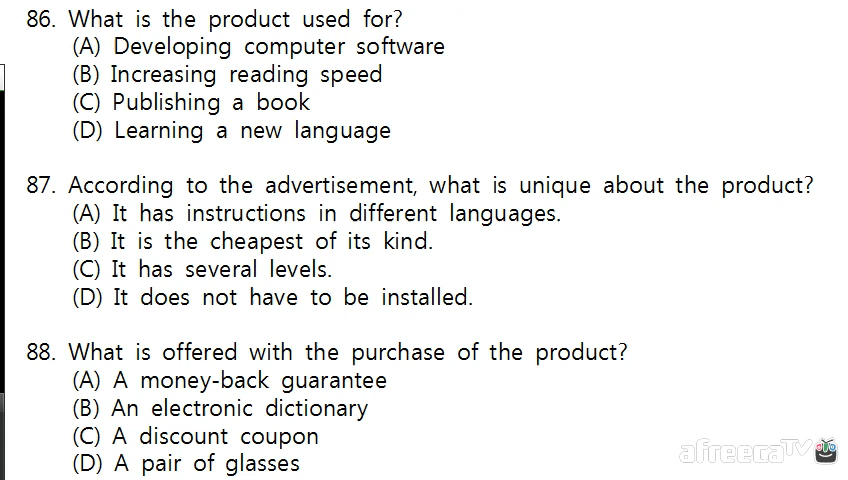 86. What is the product used for?
(A) Developing computer software
(B) Increasing reading speed
(C) Publishing a book
(D) Learning a new language
87. According to the advertisement, what is unique about the product?
(A) It has instructions in different languages.
(B) It is the cheapest of its kind.
(C) It has several levels.
(D) It does not have to be installed.
88. What is offered with the purchase of the product?
(A) A money-back guarantee
(B) An electronic dictionary
(C) A discount coupon
(D) A pair of glasses
afreecaTV